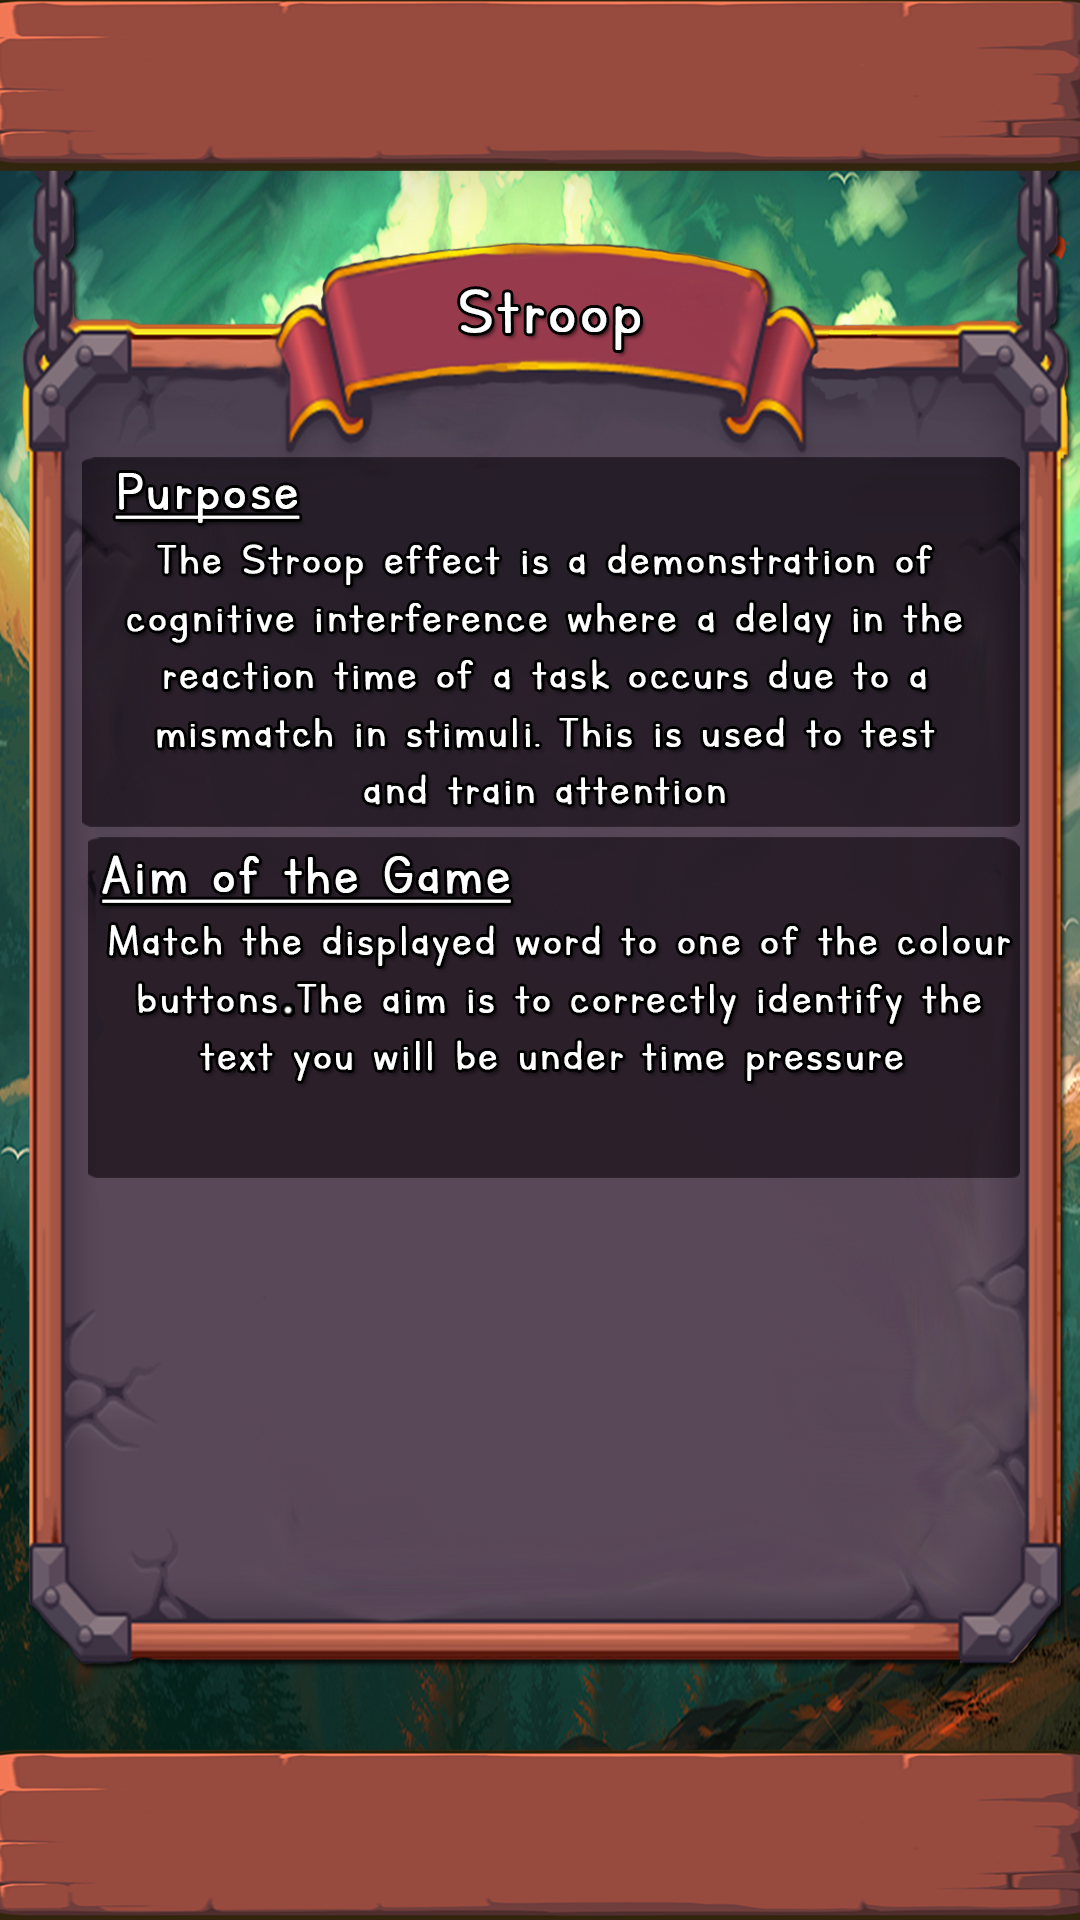 Stroop
Purpose
The Stroop effect is a demonstration of
cognitive interference where a delay in the
reaction time of a task occurs due to a
mismatch in stimuli. This is used to test
and train attention
Aim of the Game
Match the displayed word to one of the colour
buttons.The aim is to correctly identify the
text you will be under time pressure